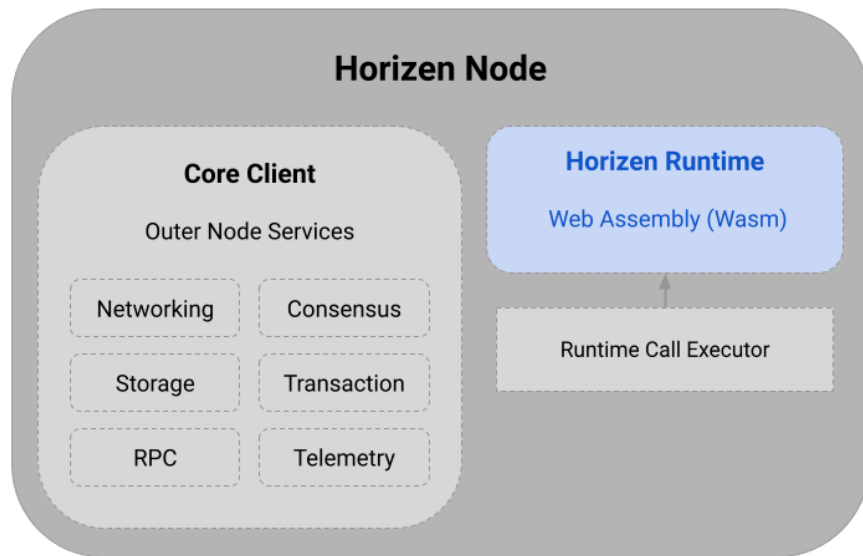 Horizen Node
Core Client
Outer Node Services
Networking
Consensus
Storage
Transaction
RPC
Telemetry
Horizen Runtime
Web Assembly (Wasm)
Runtime Call Executor